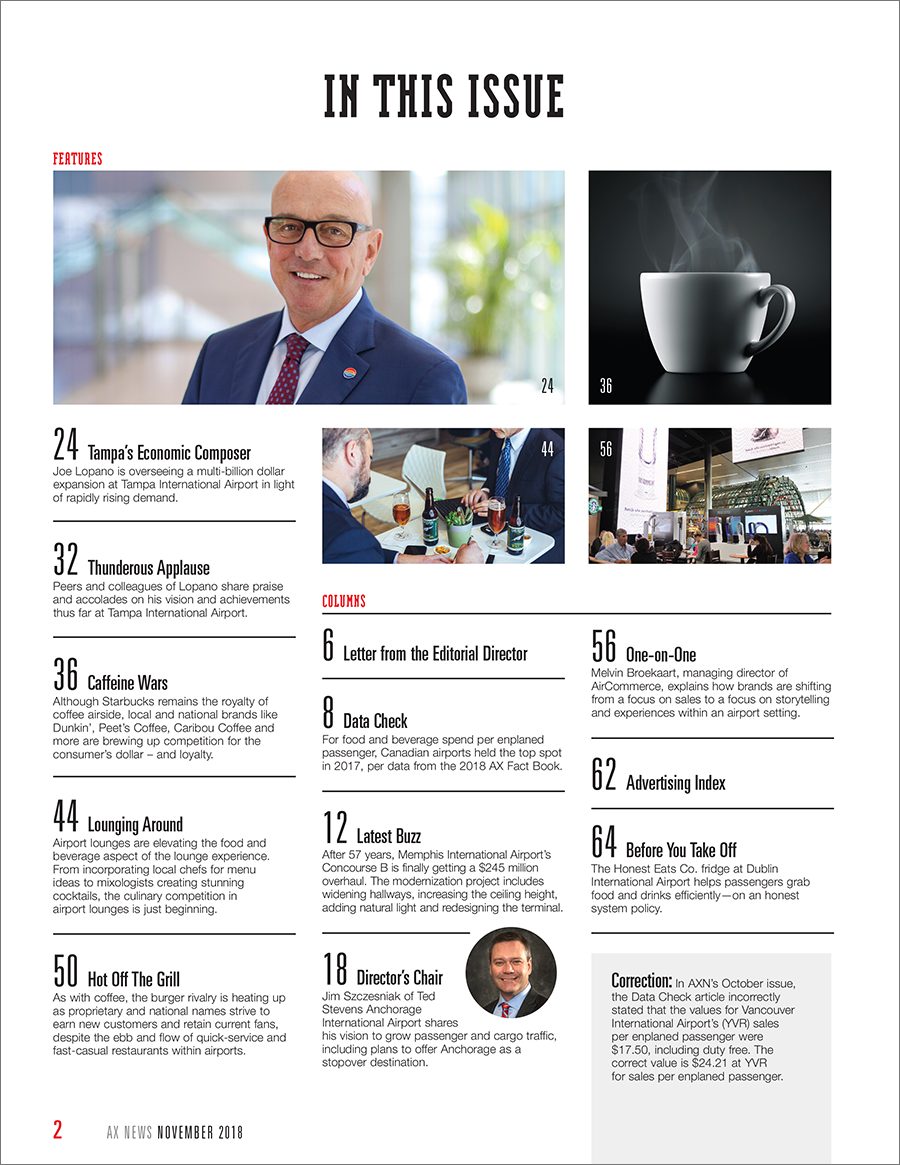 IN THIS ISSUE
FEATURES
24
36
24 Tampa's Economic Composer
Joe Lopano is overseeing a multi-billion dollar
expansion at Tampa International Airport in light
of rapidly rising demand.
32 Thunderous Applause
Peers and colleagues of Lopano share praise
and accolades on his vision and achievements
thus far at Tampa International Airport.
36 Caffeine Wars
Although Starbucks remains the royalty of
coffee airside, local and national brands like
Dunkin', Peet's Coffee, Caribou Coffee and
more are brewing up competition for the
consumer's dollar – and loyalty.
44 Lounging Around
Airport lounges are elevating the food and
beverage aspect of the lounge experience.
From incorporating local chefs for menu
ideas to mixologists creating stunning
cocktails, the culinary competition in
airport lounges is just beginning.
50 Hot Off The Grill
As with coffee, the burger rivalry is heating up
as proprietary and national names strive to
earn new customers and retain current fans,
despite the ebb and flow of quick-service and
fast-casual restaurants within airports.
44
56
COLUMNS
6 Letter from the Editorial Director
8 Data Check
For food and beverage spend per enplaned
passenger, Canadian airports held the top spot
in 2017, per data from the 2018 AX Fact Book.
12 Latest Buzz
After 57 years, Memphis International Airport's
Concourse B is finally getting a $245 million
overhaul. The modernization project includes
widening hallways, increasing the ceiling height,
adding natural light and redesigning the terminal.
18 Director's Chair
Jim Szczesniak of Ted
Stevens Anchorage
International Airport shares
his vision to grow passenger and cargo traffic,
including plans to offer Anchorage as a
stopover destination.
56 One-on-One
Melvin Broekaart, managing director of
AirCommerce, explains how brands are shifting
from a focus on sales to a focus on storytelling
and experiences within an airport setting.
62 Advertising Index
64 Before You Take Off
The Honest Eats Co. fridge at Dublin
International Airport helps passengers grab
food and drinks efficiently—on an honest
system policy.
Correction: In AXN's October issue,
the Data Check article incorrectly
stated that the values for Vancouver
International Airport's (YVR) sales
per enplaned passenger were
$17.50, including duty free. The
correct value is $24.21 at YVR
for sales per enplaned passenger.
2 AX NEWS NOVEMBER 2018